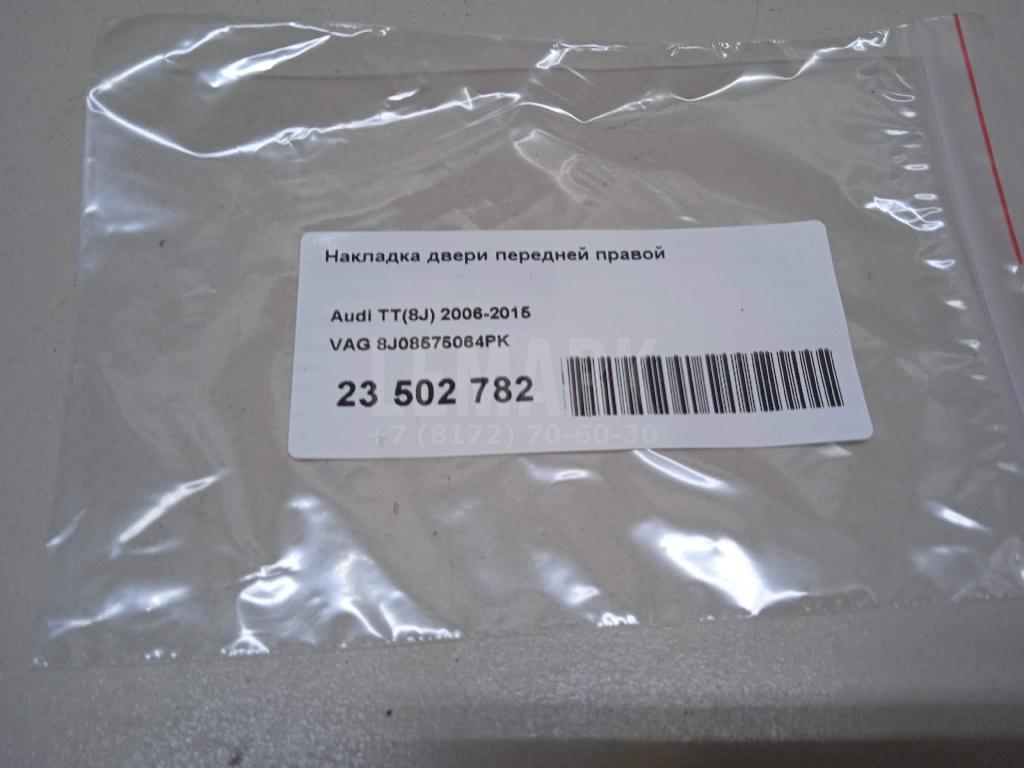 Накладка двери передней правой
Audi TT(8J) 2006-2015
VAG 8J08575064PK
LEMARK
23 502 782
+7 (8172) 70-60-30